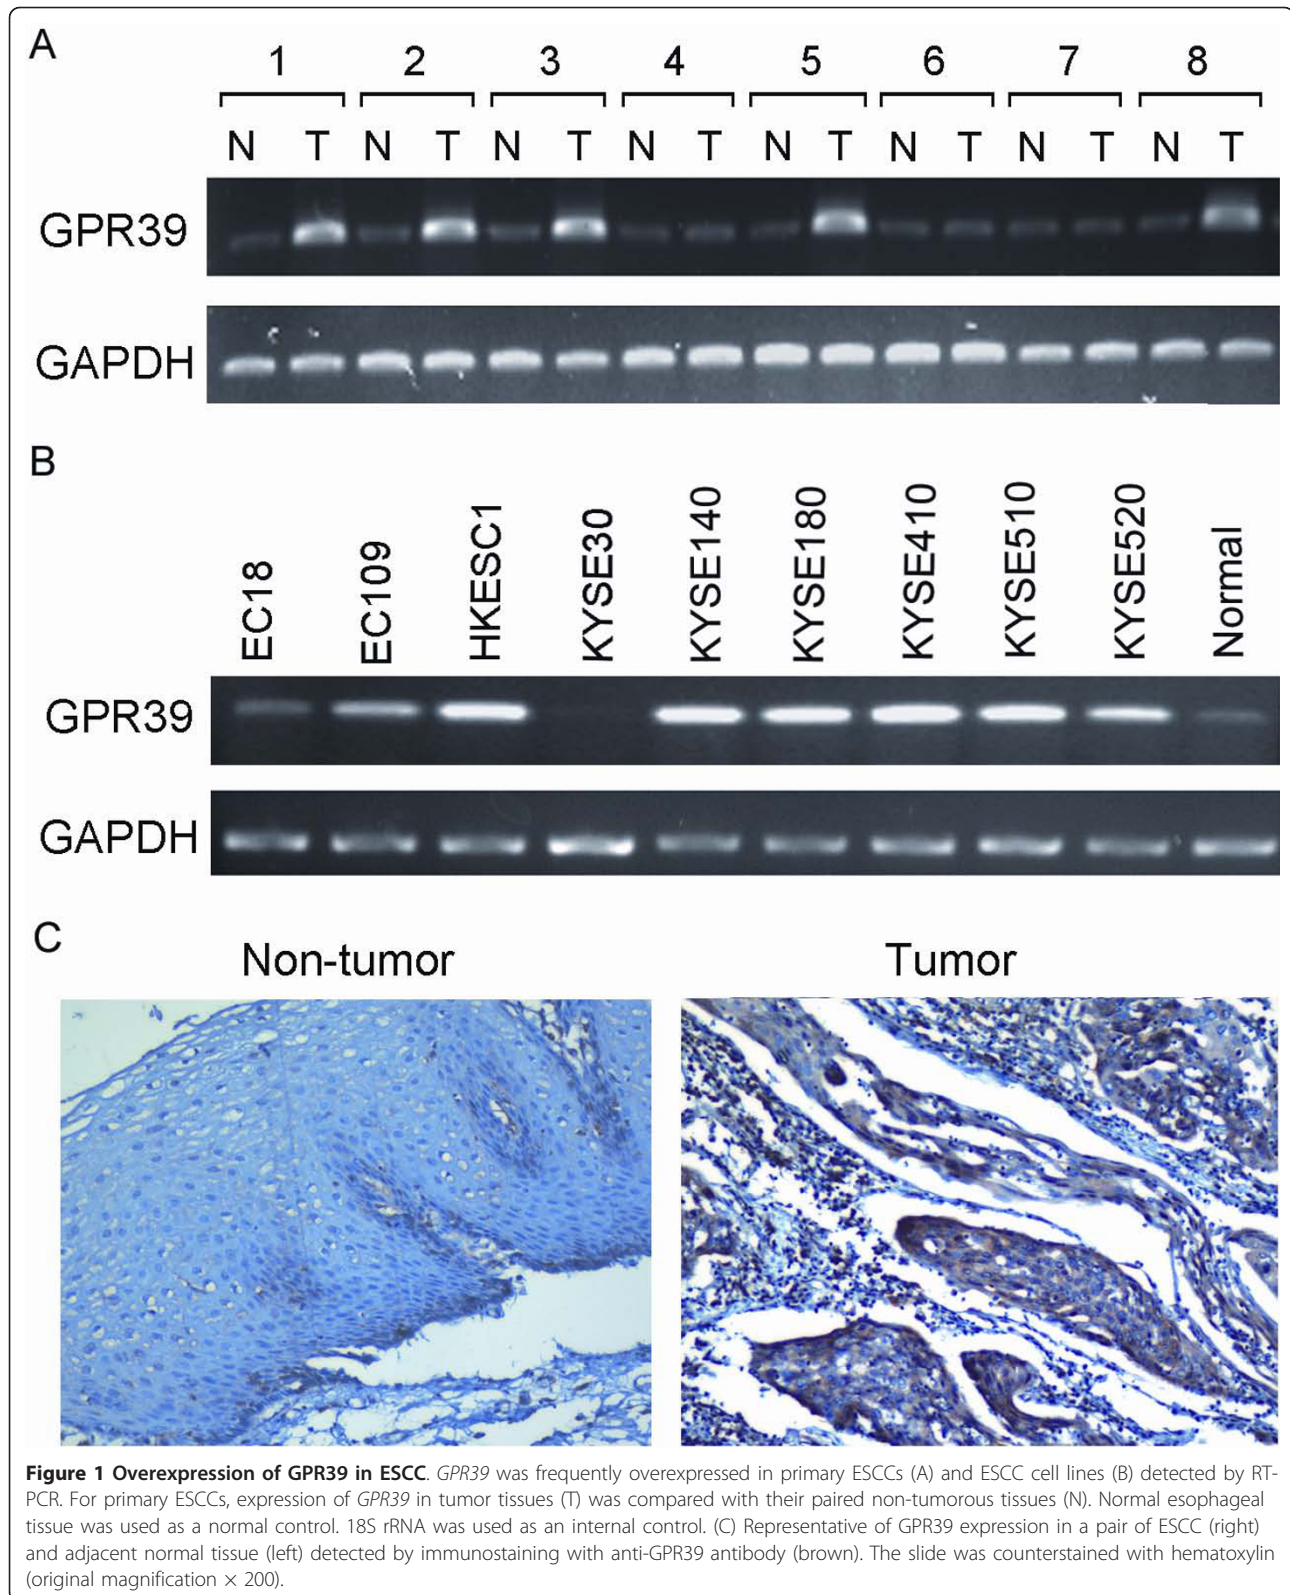 A
1 2 3 4 5 6 7 8
N T N T N T N T N T N T N T N T
GPR39
GAPDH
B
EC18 EC109 HKESC1 KYSE30 KYSE140 KYSE180 KYSE410 KYSE510 KYSE520 Normal
GPR39
GAPDH
C
Non-tumor Tumor
Figure 1 Overexpression of GPR39 in ESCC. GPR39 was frequently overexpressed in primary ESCCs (A) and ESCC cell lines (B) detected by RT-
PCR. For primary ESCCs, expression of GPR39 in tumor tissues (T) was compared with their paired non-tumorous tissues (N). Normal esophageal
tissue was used as a normal control. 18S rRNA was used as an internal control. (C) Representative of GPR39 expression in a pair of ESCC (right)
and adjacent normal tissue (left) detected by immunostaining with anti-GPR39 antibody (brown). The slide was counterstained with hematoxylin
(original magnification × 200).